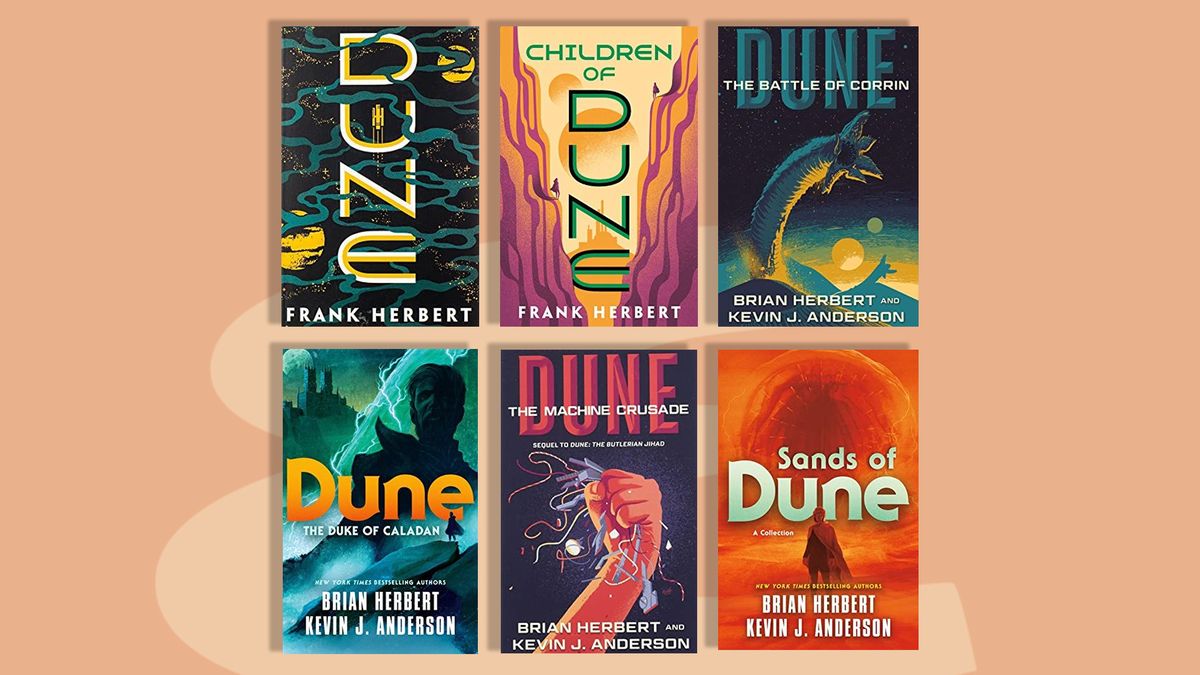 DUNE
FRANK HERBERT
CHILDREN
OF
DUNE
FRANK HERBERT
DUNE
THE BATTLE OF CORRIN
BRIAN HERBERT AND
KEVIN J. ANDERSON
Dune
THE DUKE OF CALADAN
NEW YORK TIMES BESTSELLING AUTHORS
BRIAN HERBERT
KEVIN J. ANDERSON
DUNE
THE MACHINE CRUSADE
SEQUEL TO DUNE: THE BUTLERIAN JIHAD
BRIAN HERBERT AND
KEVIN J. ANDERSON
Sands of
Dune
A Collection
NEW YORK TIMES BESTSELLING AUTHORS
BRIAN HERBERT
KEVIN J. ANDERSON